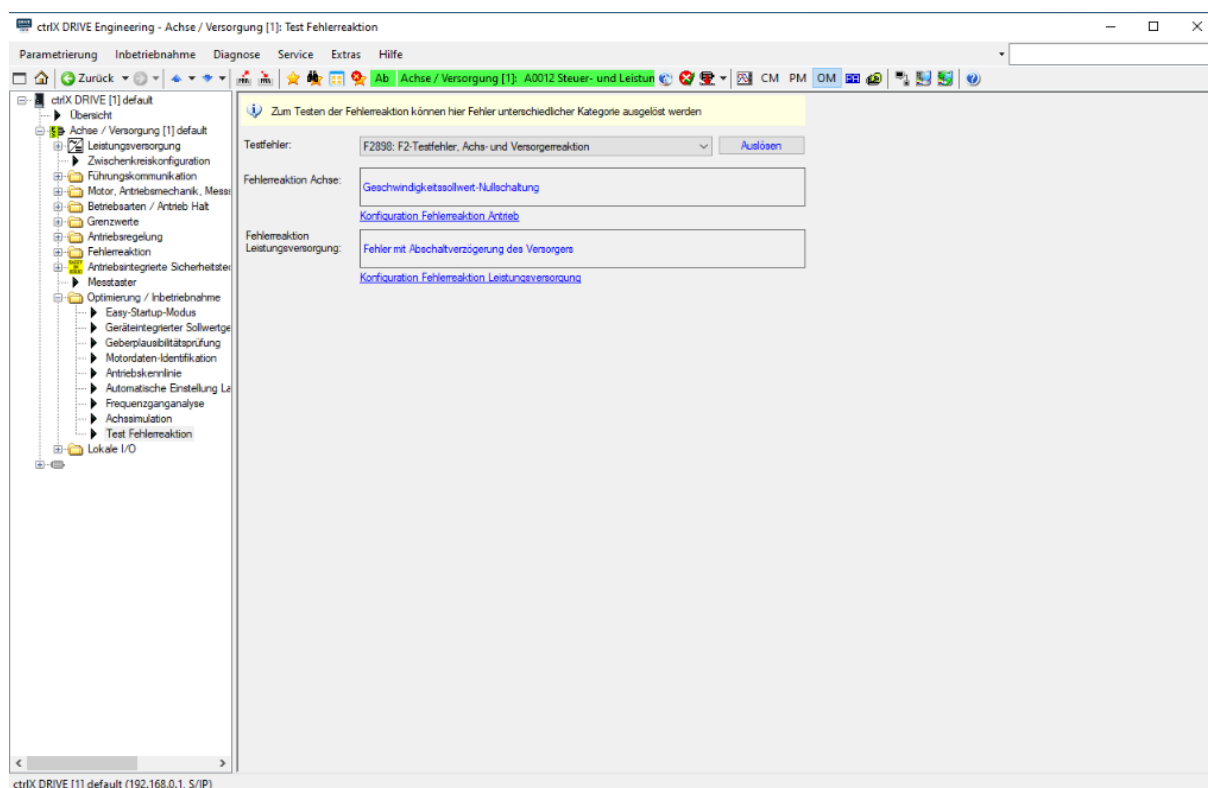 ctrlX DRIVE Engineering - Achse / Versorgung [1]: Test Fehlerreaktion
Parametrierung Inbetriebnahme Diagnose Service Extras Hilfe
Zurück Ab Achse / Versorgung [1]: A0012 Steuer- und Leistun CM PM OM
ctrlX DRIVE [1] default
Übersicht
Achse / Versorgung [1] default
Leistungsversorgung
Zwischenkreiskonfiguration
Führungskommunikation
Motor, Antriebsmechanik, Mess
Betriebsarten / Antrieb Halt
Grenzwerte
Antriebsregelung
Fehlerreaktion
Antriebsintegrierte Sicherheitstec
Messtaster
Optimierung / Inbetriebnahme
Easy-Startup-Modus
Geräteintegrierter Sollwertge
Geberplausibilitätsprüfung
Motordaten-Identifikation
Antriebskennlinie
Automatische Einstellung La
Frequenzganganalyse
Achssimulation
Test Fehlerreaktion
Lokale I/O
Zum Testen der Fehlerreaktion können hier Fehler unterschiedlicher Kategorie ausgelöst werden
Testfehler: F2898: F2-Testfehler, Achs- und Versorgerreaktion Auslösen
Fehlerreaktion Achse:
Geschwindigkeitssollwert-Nullschaltung
Konfiguration Fehlerreaktion Antrieb
Fehlerreaktion
Leistungsversorgung: Fehler mit Abschaltverzögerung des Versorgers
Konfiguration Fehlerreaktion Leistungsversorgung
ctrlX DRIVE [1] default (192.168.0.1, S/IP)